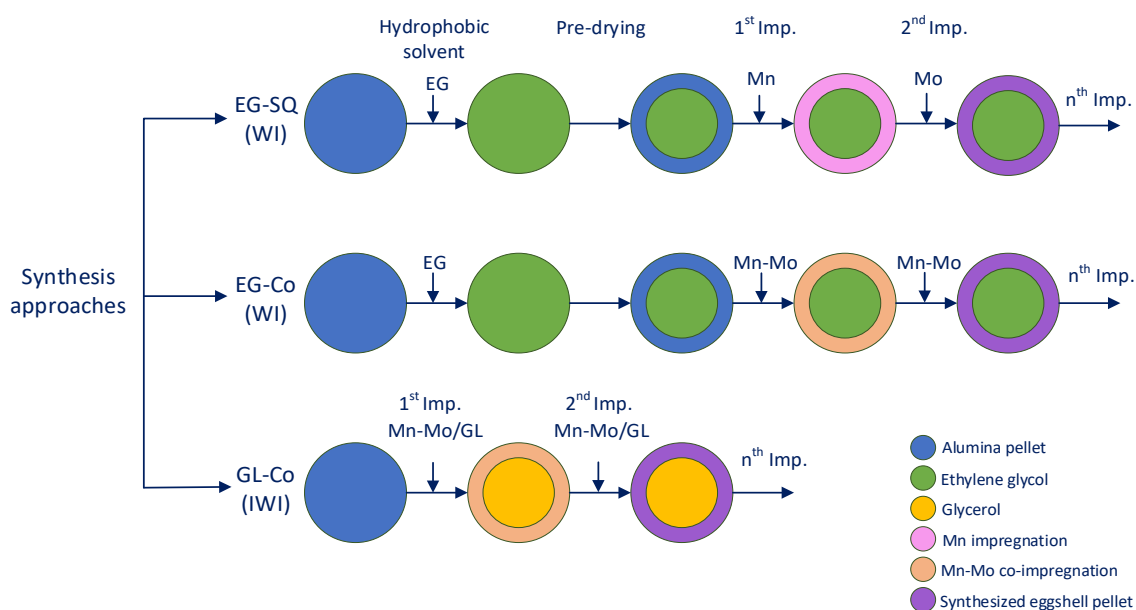 Hydrophobic
solvent
Pre-drying
1st Imp.
2nd Imp.
EG-SQ
(WI)
EG
Mn
Mo
nth Imp.
Synthesis
approaches
EG-Co
(WI)
EG
Mn-Mo
Mn-Mo
nth Imp.
GL-Co
(IWI)
1st Imp.
Mn-Mo/GL
2nd Imp.
Mn-Mo/GL
nth Imp.
Alumina pellet
Ethylene glycol
Glycerol
Mn impregnation
Mn-Mo co-impregnation
Synthesized eggshell pellet